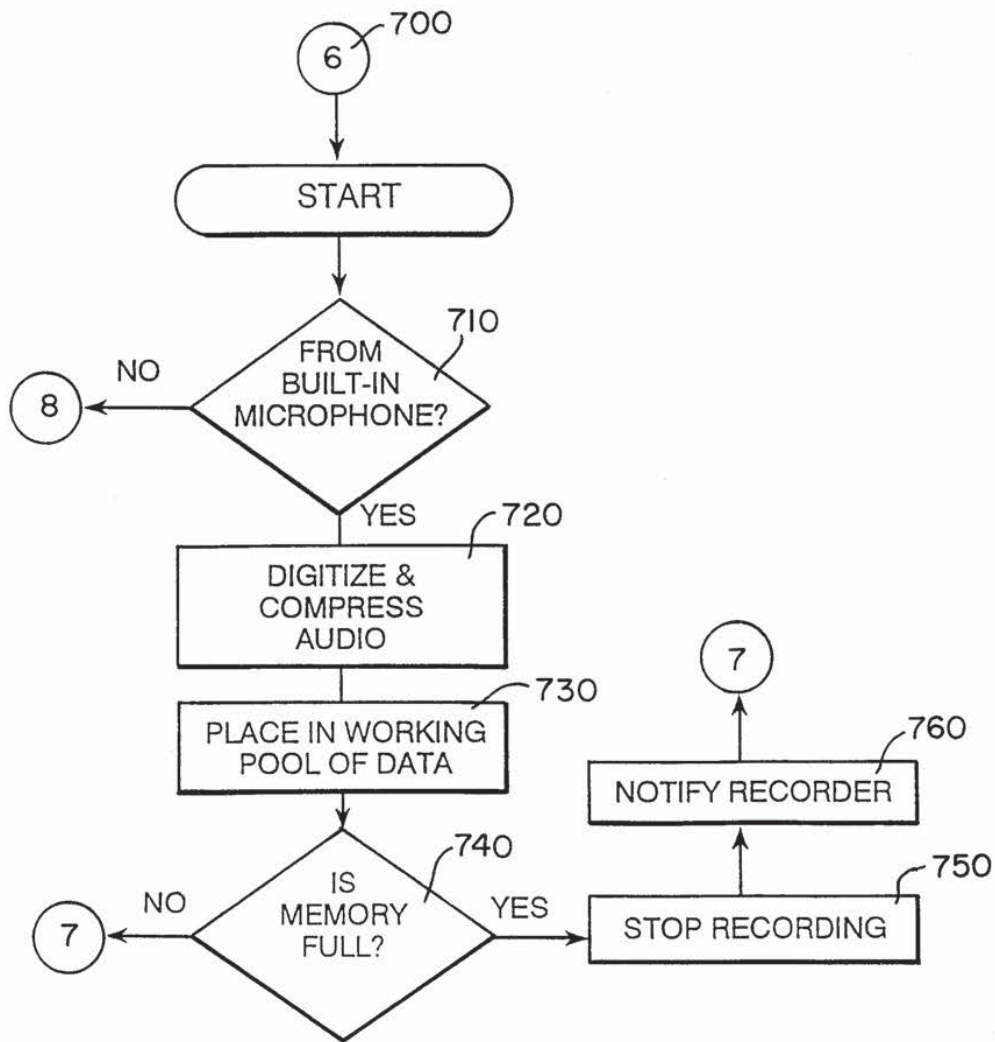 6
700
START
710
FROM
BUILT-IN
MICROPHONE?
NO
8
YES
720
DIGITIZE &
COMPRESS
AUDIO
730
PLACE IN WORKING
POOL OF DATA
740
IS
MEMORY
FULL?
NO
7
YES
750
STOP RECORDING
760
NOTIFY RECORDER
7